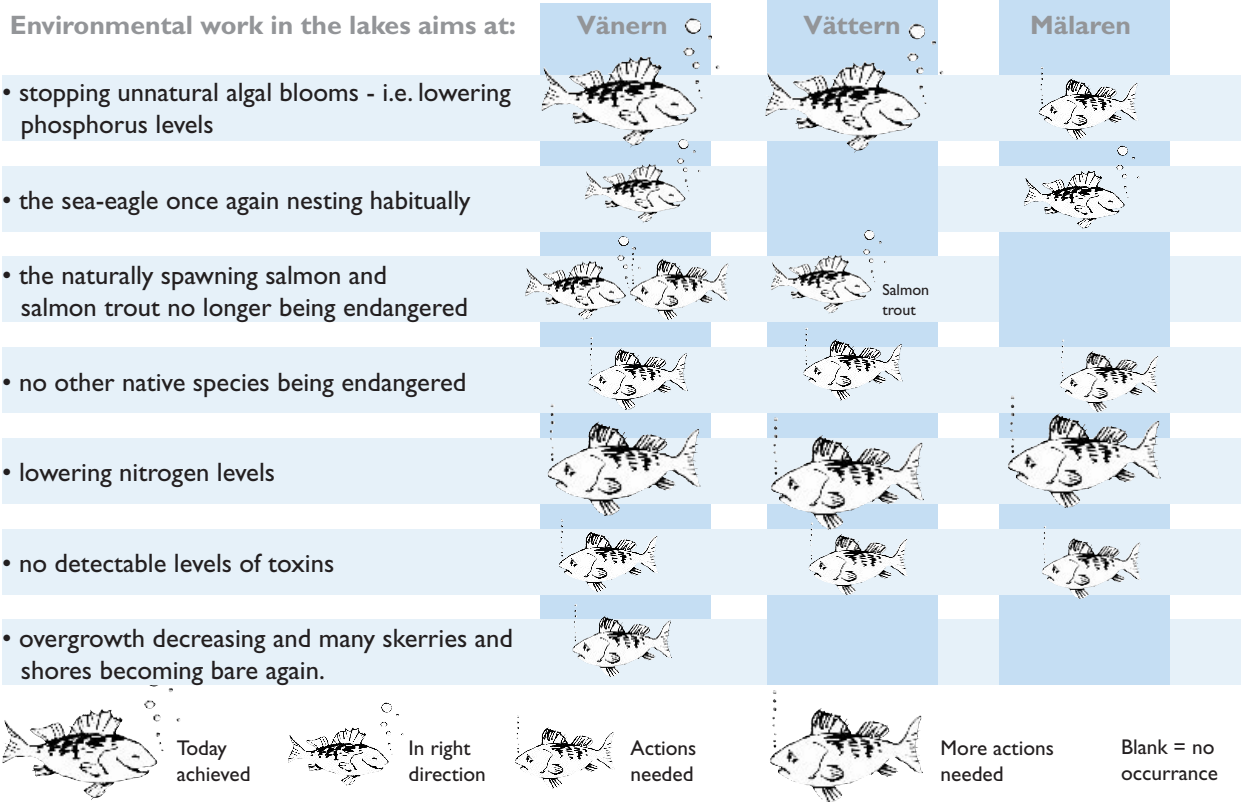 Environmental work in the lakes aims at:
Vänern
Vättern
Mälaren
• stopping unnatural algal blooms - i.e. lowering
phosphorus levels
• the sea-eagle once again nesting habitually
• the naturally spawning salmon and
salmon trout no longer being endangered
Salmon
trout
• no other native species being endangered
• lowering nitrogen levels
• no detectable levels of toxins
• overgrowth decreasing and many skerries and
shores becoming bare again.
Today
achieved
In right
direction
Actions
needed
More actions
needed
Blank = no
occurrance